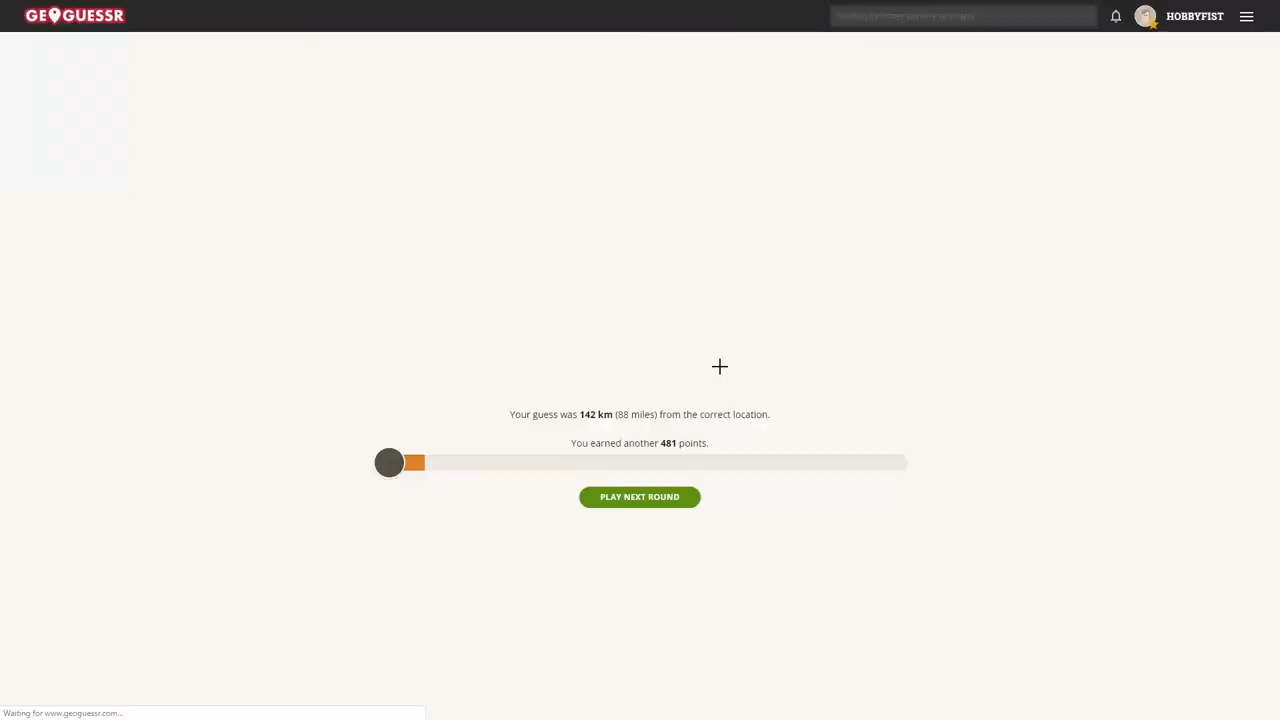 GEOGUESSR
HOBBYFIST
Your guess was 142 km (88 miles) from the correct location.
You earned another 481 points.
PLAY NEXT ROUND
Waiting for www.geoguessr.com...